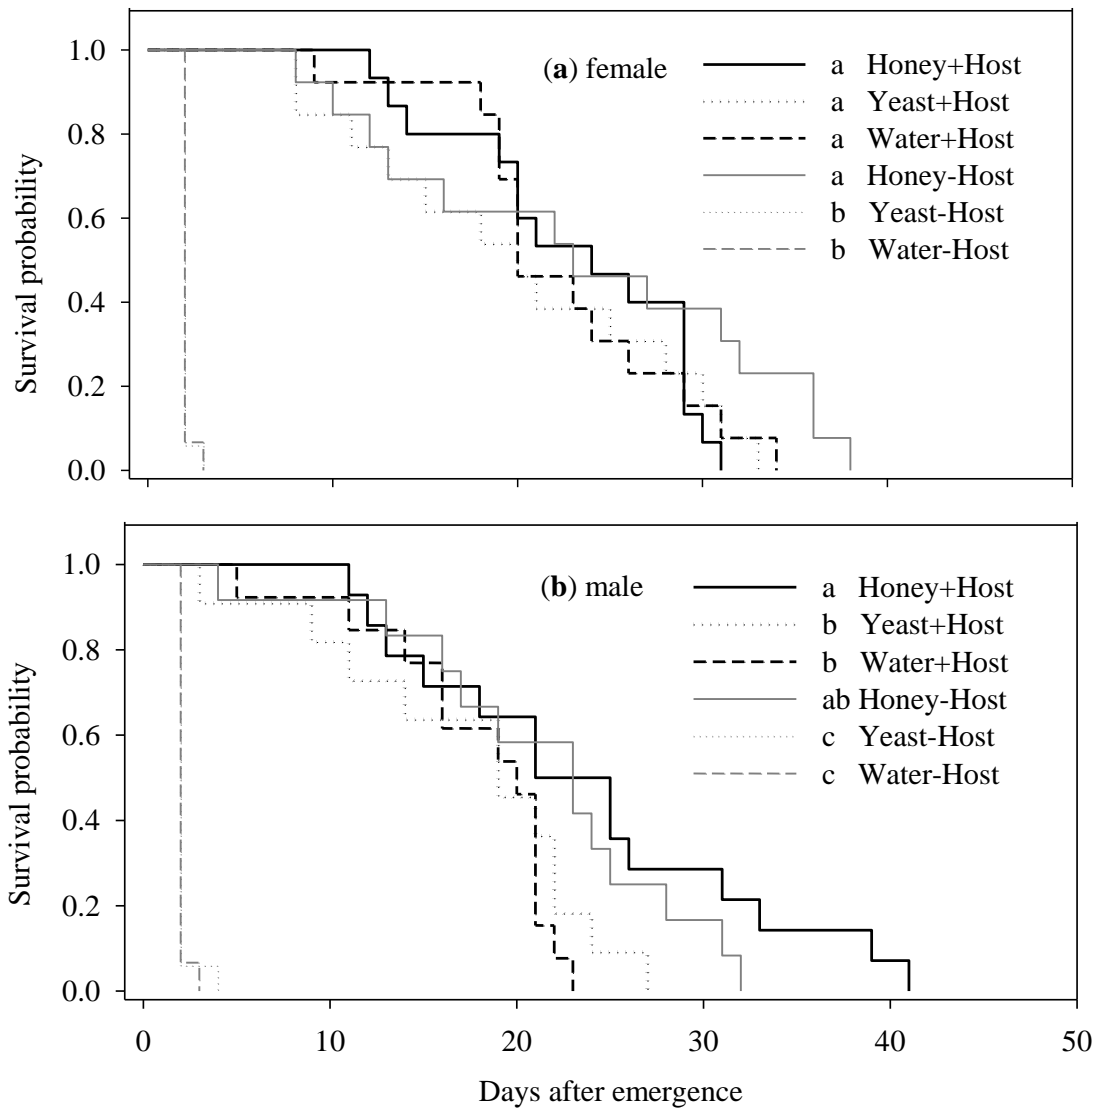 (a) female
a Honey+Host
a Yeast+Host
a Water+Host
a Honey-Host
b Yeast-Host
b Water-Host
Survival probability
1.0
0.8
0.6
0.4
0.2
0.0
(b) male
a Honey+Host
b Yeast+Host
b Water+Host
ab Honey-Host
c Yeast-Host
c Water-Host
Survival probability
1.0
0.8
0.6
0.4
0.2
0.0
0 10 20 30 40 50
Days after emergence